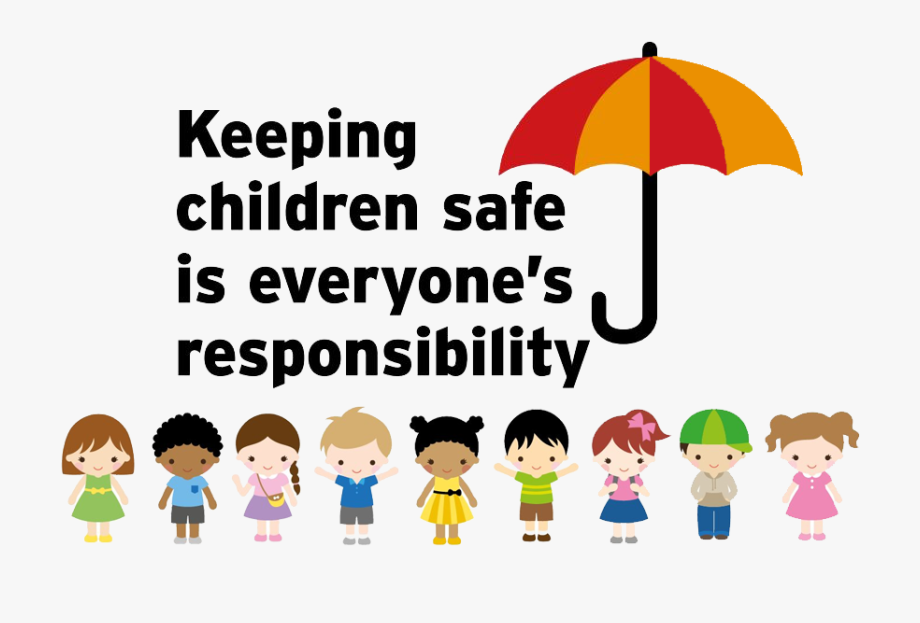 Keeping
children safe
is everyone’s
responsibility